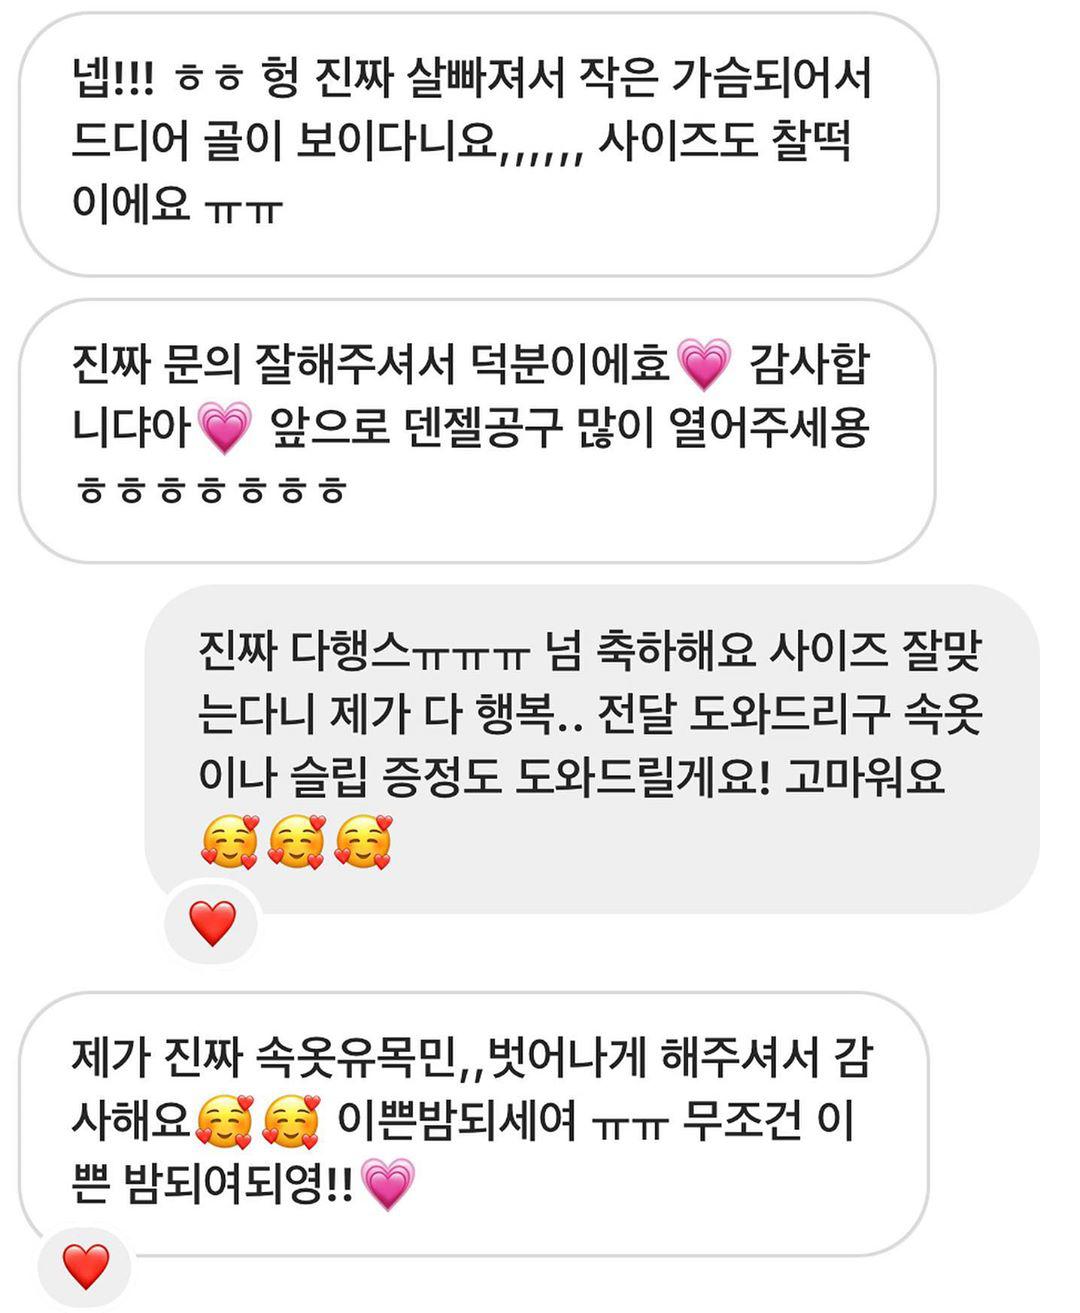 넵!!! ㅎㅎ 헝 진짜 살빠져서 작은 가슴되어서
드디어 골이 보이다니요,,,,,, 사이즈도 찰떡
이에요 ㅠㅠ
진짜 문의 잘해주셔서 덕분이에효💗 감사합
니댜아💗 앞으로 덴젤공구 많이 열어주세용
ㅎㅎㅎㅎㅎㅎㅎ
진짜 다행스ㅠㅠㅠ 넘 축하해요 사이즈 잘맞
는다니 제가 다 행복.. 전달 도와드리구 속옷
이나 슬립 증정도 도와드릴게요! 고마워요
🥰🥰🥰
❤️
제가 진짜 속옷유목민,,벗어나게 해주셔서 감
사해요🥰🥰 이쁜밤되세여 ㅠㅠ 무조건 이
쁜 밤되여되영!!💗
❤️